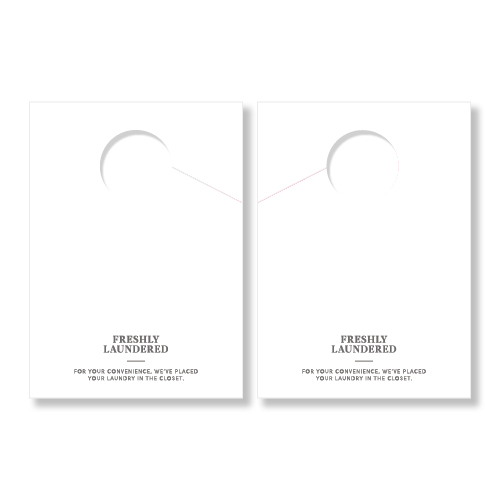 FRESHLY
LAUNDERED
FOR YOUR CONVENIENCE, WE'VE PLACED
YOUR LAUNDRY IN THE CLOSET.
FRESHLY
LAUNDERED
FOR YOUR CONVENIENCE, WE'VE PLACED
YOUR LAUNDRY IN THE CLOSET.